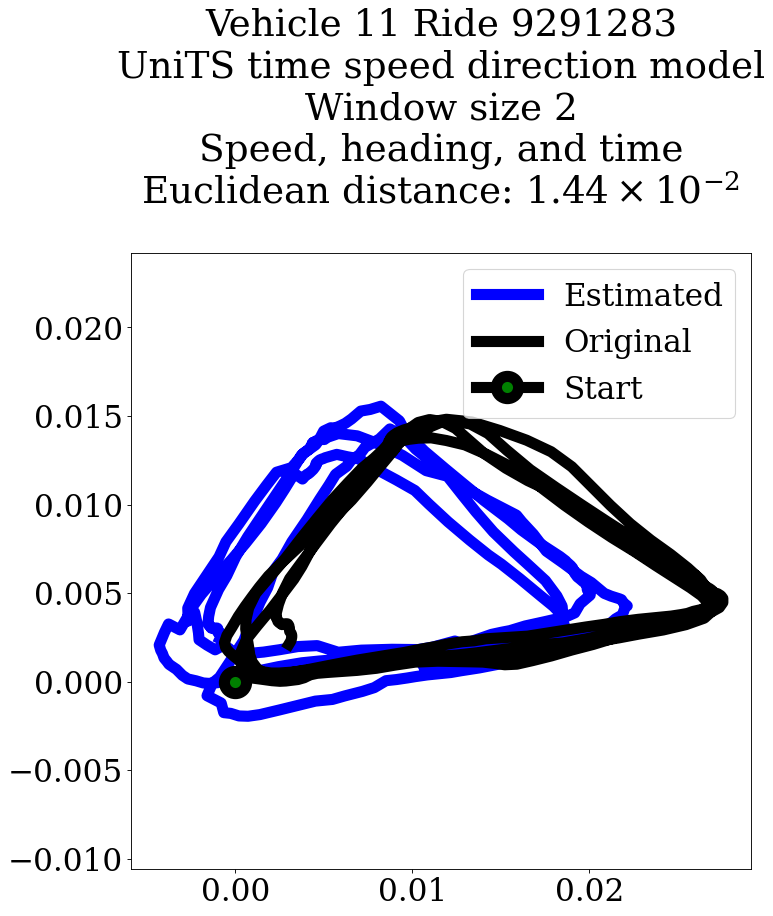 Vehicle 11 Ride 9291283
UniTS time speed direction model
Window size 2
Speed, heading, and time
Euclidean distance: 1.44 × 10⁻²
Estimated
Original
Start
0.020
0.015
0.010
0.005
0.000
−0.005
−0.010
0.00 0.01 0.02